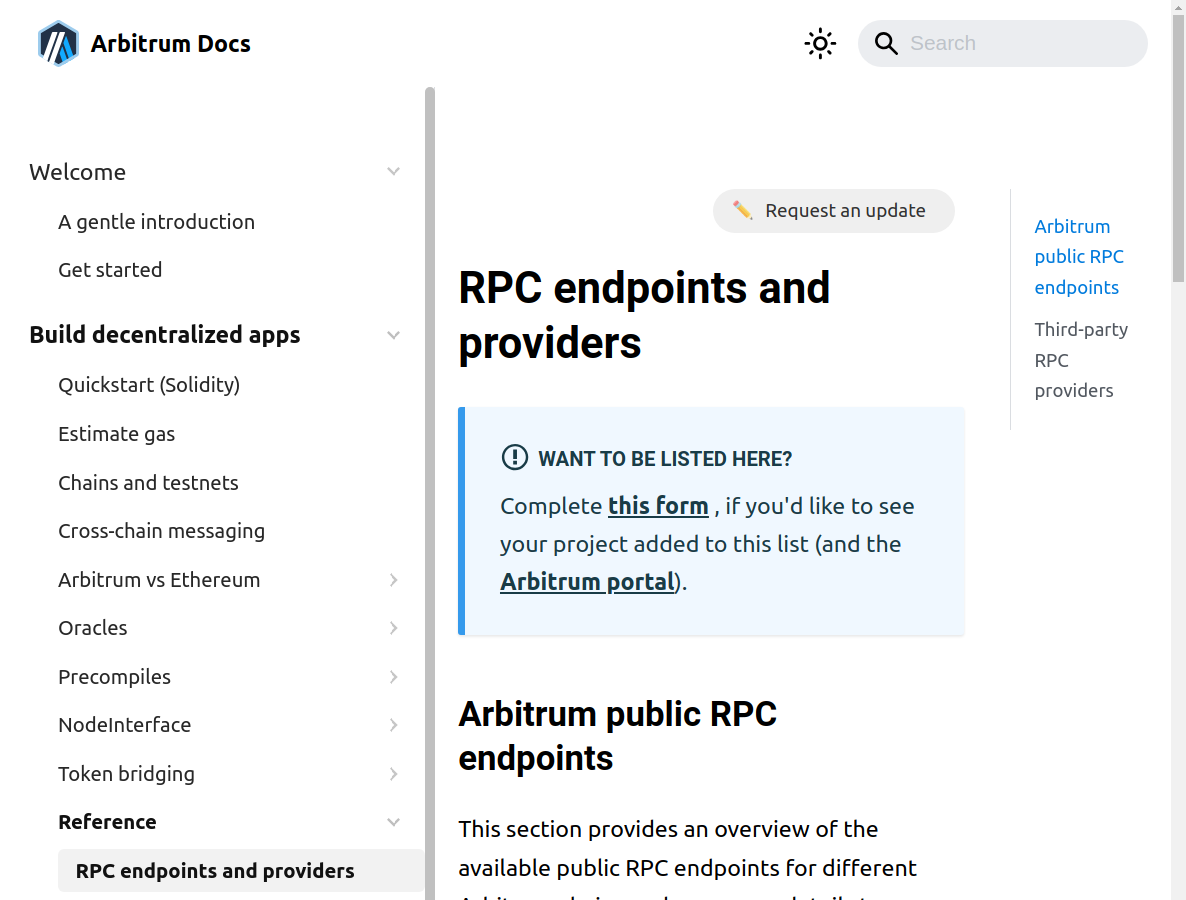 Arbitrum Docs
Search
Welcome
A gentle introduction
Get started
Build decentralized apps
Quickstart (Solidity)
Estimate gas
Chains and testnets
Cross-chain messaging
Arbitrum vs Ethereum
Oracles
Precompiles
NodeInterface
Token bridging
Reference
RPC endpoints and providers
Request an update
RPC endpoints and
providers
WANT TO BE LISTED HERE?
Complete this form , if you'd like to see
your project added to this list (and the
Arbitrum portal).
Arbitrum public RPC
endpoints
This section provides an overview of the
available public RPC endpoints for different
Arbitrum
public RPC
endpoints
Third-party
RPC
providers